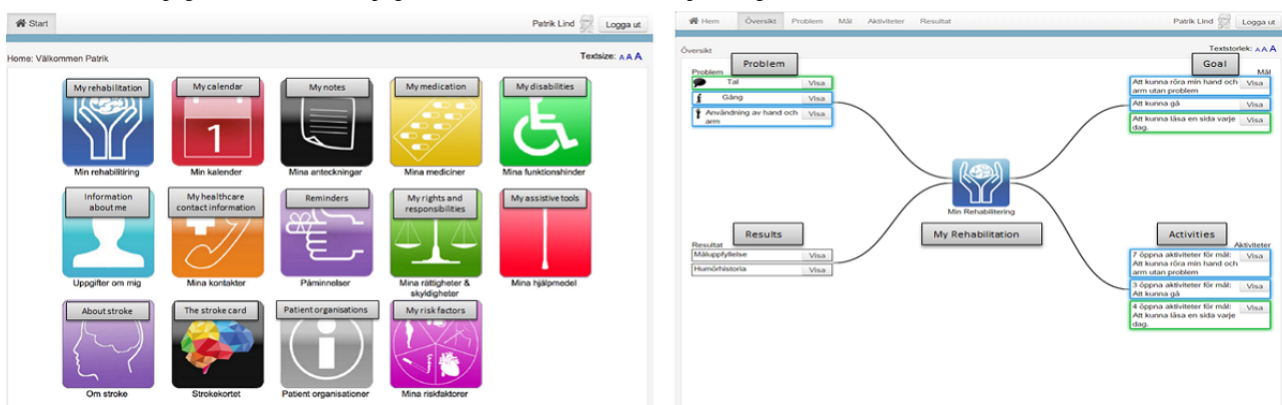 Start
Patrik Lind
Logga ut
Home: Välkommen Patrik
Textsize: A A A
My rehabilitation
My calendar
My notes
My medication
My disabilities
1
Min rehabilitiring
Min kalender
Mina anteckningar
Mina mediciner
Mina funktionshinder
Information
about me
My healthcare
contact information
Reminders
My rights and
responsibilities
My assistive tools
Uppgifter om mig
Mina kontakter
Påminnelser
Mina rättigheter &
skyldigheter
Mina hjälpmedel
About stroke
The stroke card
Patient organisations
My risk factors
Om stroke
Strokekortet
Patient organisationer
Mina riskfaktorer
Hem
Översikt
Problem
Mål
Aktiviteter
Resultat
Patrik Lind
Logga ut
Översikt
Textstorlek: A A A
Problem
Problem
Tal
Visa
Gång
Visa
Användning av hand och
arm
Visa
Goal
Mål
Att kunna röra min hand och
arm utan problem
Visa
Att kunna gå
Visa
Att kunna läsa en sida varje
dag.
Visa
Min Rehabilitering
My Rehabilitation
Results
Resultat
Måluppfyllelse
Visa
Humörhistoria
Visa
Activities
Aktiviteter
7 öppna aktiviteter för mål:
Att kunna röra min hand och
arm utan problem
Visa
3 öppna aktiviteter för mål:
Att kunna gå
Visa
4 öppna aktiviteter för mål:
Att kunna läsa en sida varje
dag.
Visa